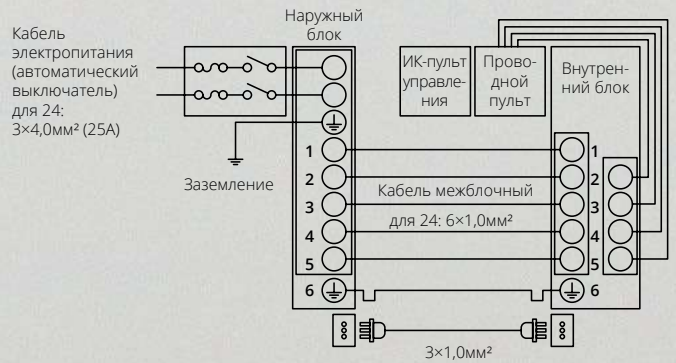 Кабель
электропитания
(автоматический
выключатель)
для 24:
3×4,0мм² (25А)
Наружный
блок
ИК-пульт
управле-
ния
Прово-
дной
пульт
Внутрен-
ний блок
Заземление
1
2
3
4
5
6
Кабель межблочный
для 24: 6×1,0мм²
1
2
3
4
5
6
3×1,0мм²